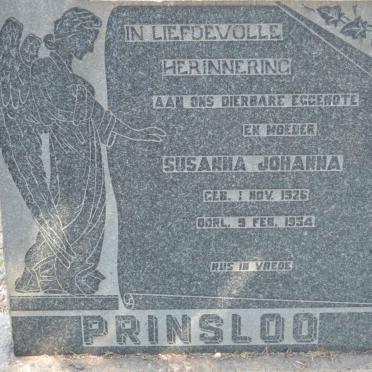 IN LIEFDEVOLLE
HERINNERING
AAN ONS DIERBARE EGGENOTE
EN MOEDER
SUSANNA JOHANNA
GEB. 1 NOV. 1926
OORL. 9 FEB. 1954
RUS IN VREDE
PRINSLOO